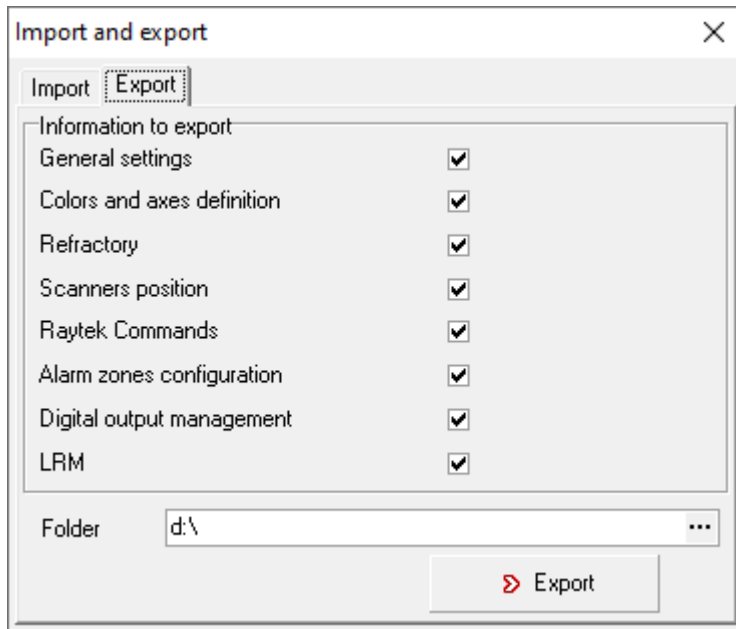 Import and export
Import Export
Information to export
General settings
Colors and axes definition
Refractory
Scanners position
Raytek Commands
Alarm zones configuration
Digital output management
LRM
Folder d:\ ...
Export